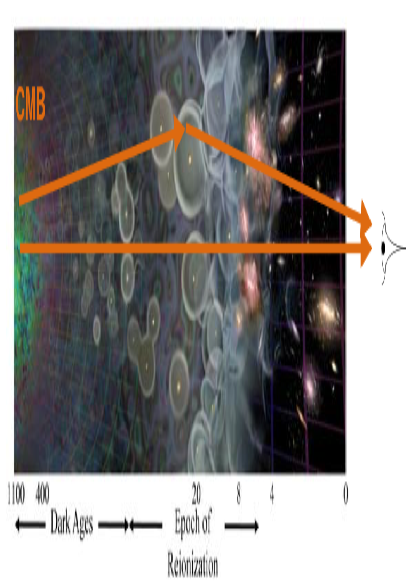 CMB
1100 400 20 8 4 0
Dark Ages Epoch of
Reionization